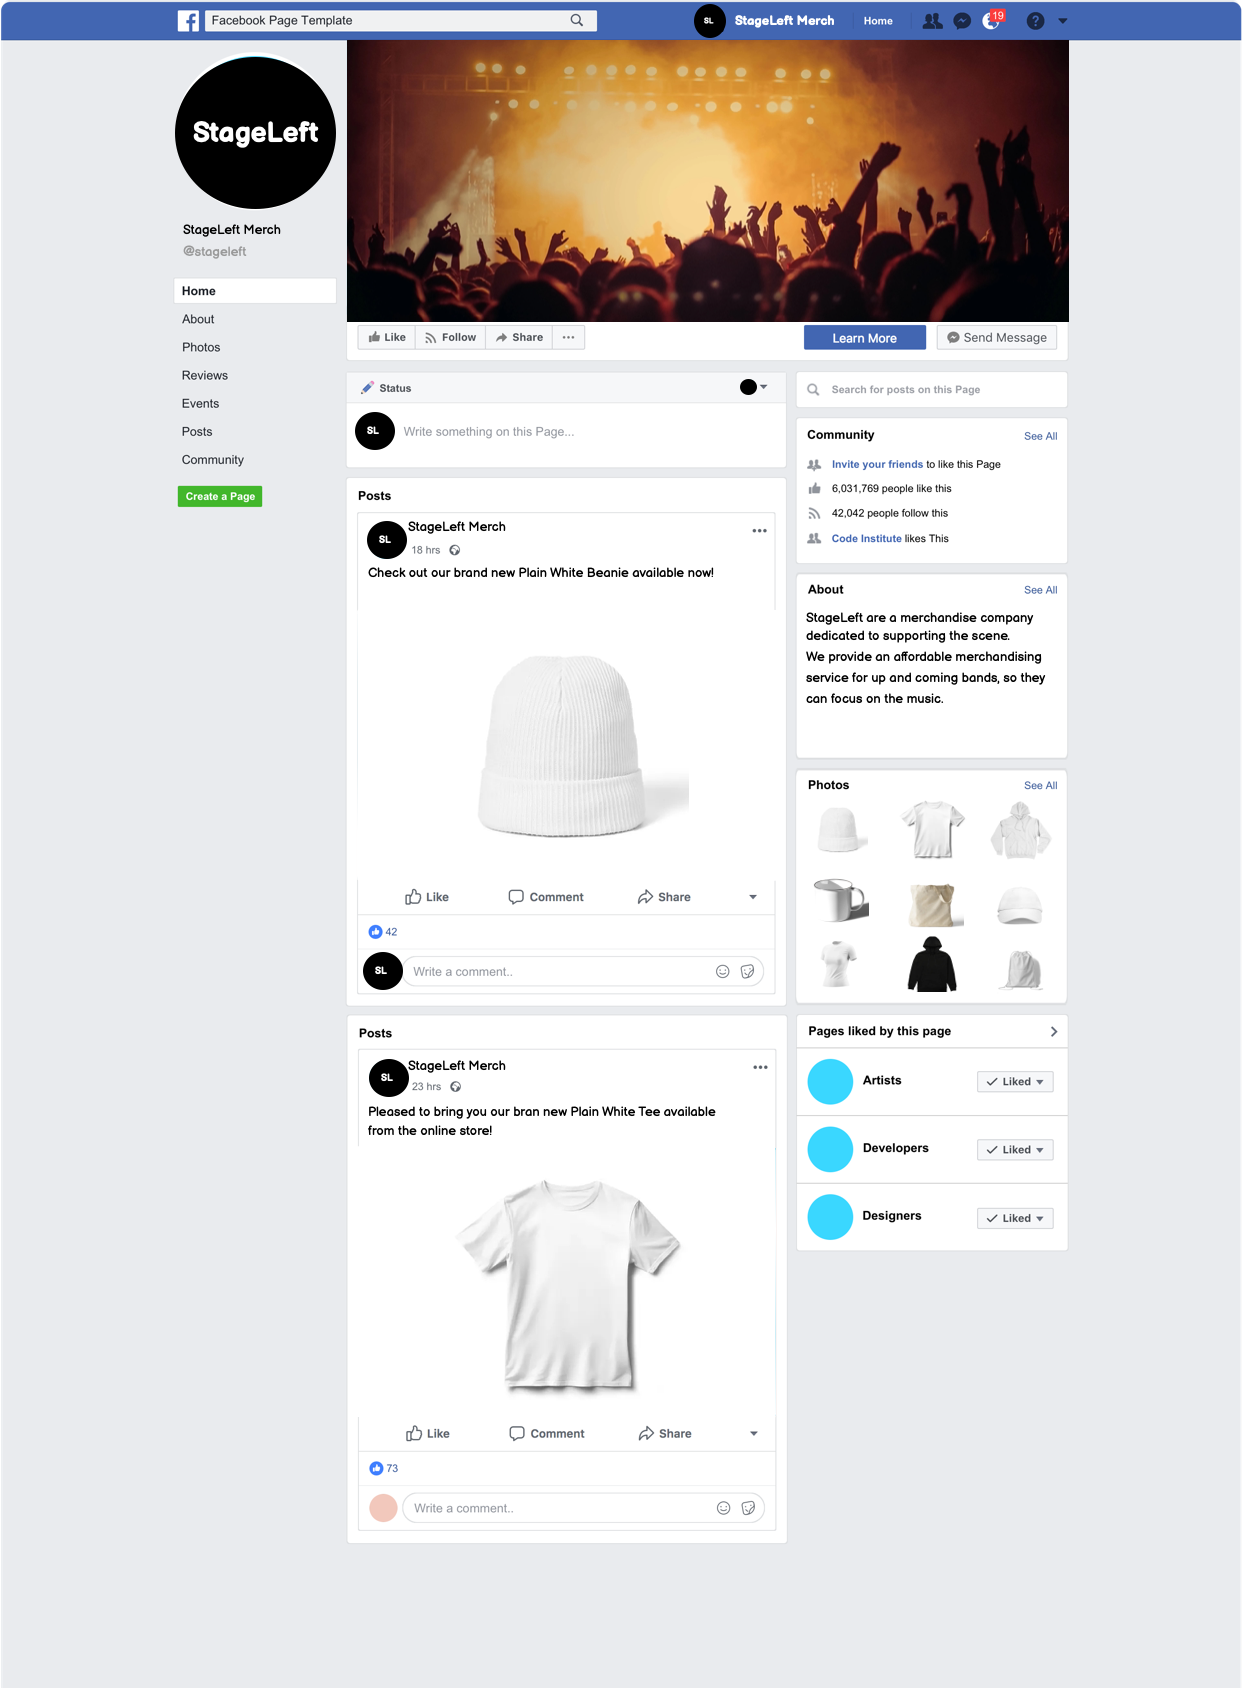 Facebook Page Template
SL
StageLeft Merch
Home
19
?
StageLeft
StageLeft Merch
@stageleft
Home
About
Photos
Reviews
Events
Posts
Community
Create a Page
Like
Follow
Share
Learn More
Send Message
Status
SL
Write something on this Page...
Posts
SL
StageLeft Merch
18 hrs
Check out our brand new Plain White Beanie available now!
Like
Comment
Share
42
SL
Write a comment..
Posts
SL
StageLeft Merch
23 hrs
Pleased to bring you our bran new Plain White Tee available
from the online store!
Like
Comment
Share
73
Write a comment..
Search for posts on this Page
Community
See All
Invite your friends to like this Page
6,031,769 people like this
42,042 people follow this
Code Institute likes This
About
See All
StageLeft are a merchandise company
dedicated to supporting the scene.
We provide an affordable merchandising
service for up and coming bands, so they
can focus on the music.
Photos
See All
Pages liked by this page
Artists
Liked
Developers
Liked
Designers
Liked